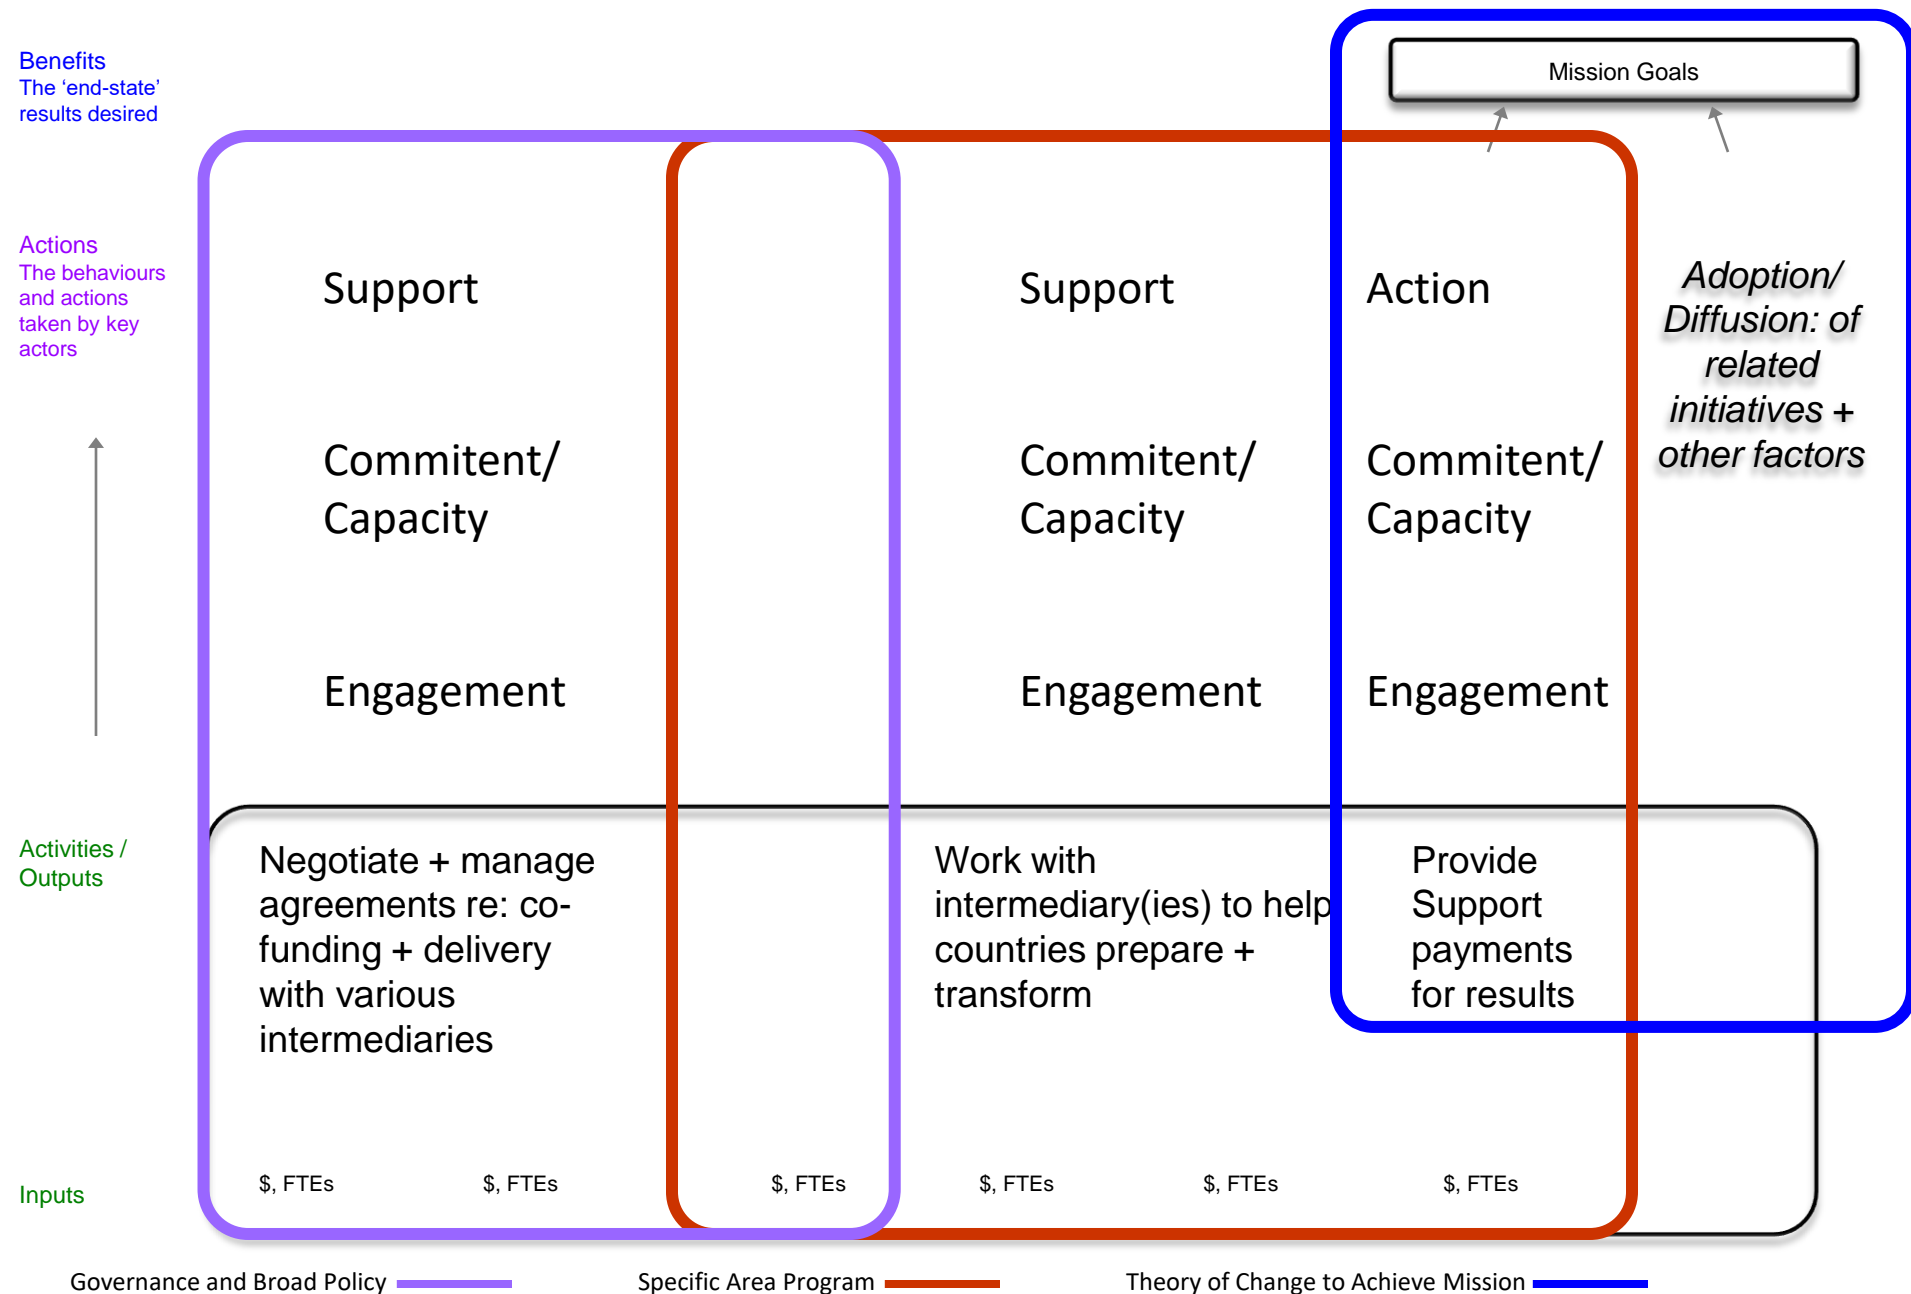 Benefits
The ‘end-state’
results desired
Mission Goals
Actions
The behaviours
and actions
taken by key
actors
Support
Support
Action
Adoption/
Diffusion: of
related
initiatives +
other factors
Commitent/
Capacity
Commitent/
Capacity
Commitent/
Capacity
Engagement
Engagement
Engagement
Activities /
Outputs
Negotiate + manage
agreements re: co-
funding + delivery
with various
intermediaries
Work with
intermediary(ies) to help
countries prepare +
transform
Provide
Support
payments
for results
Inputs
$, FTEs
$, FTEs
$, FTEs
$, FTEs
$, FTEs
$, FTEs
Governance and Broad Policy
Specific Area Program
Theory of Change to Achieve Mission